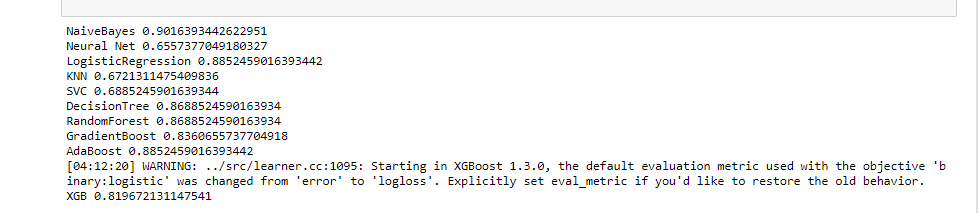 NaiveBayes 0.9016393442622951
Neural Net 0.6557377049180327
LogisticRegression 0.8852459016393442
KNN 0.6721311475409836
SVC 0.6885245901639344
DecisionTree 0.8688524590163934
RandomForest 0.8688524590163934
GradientBoost 0.8360655737704918
AdaBoost 0.8852459016393442
[04:12:20] WARNING: ../src/learner.cc:1095: Starting in XGBoost 1.3.0, the default evaluation metric used with the objective 'b
inary:logistic' was changed from 'error' to 'logloss'. Explicitly set eval_metric if you'd like to restore the old behavior.
XGB 0.819672131147541